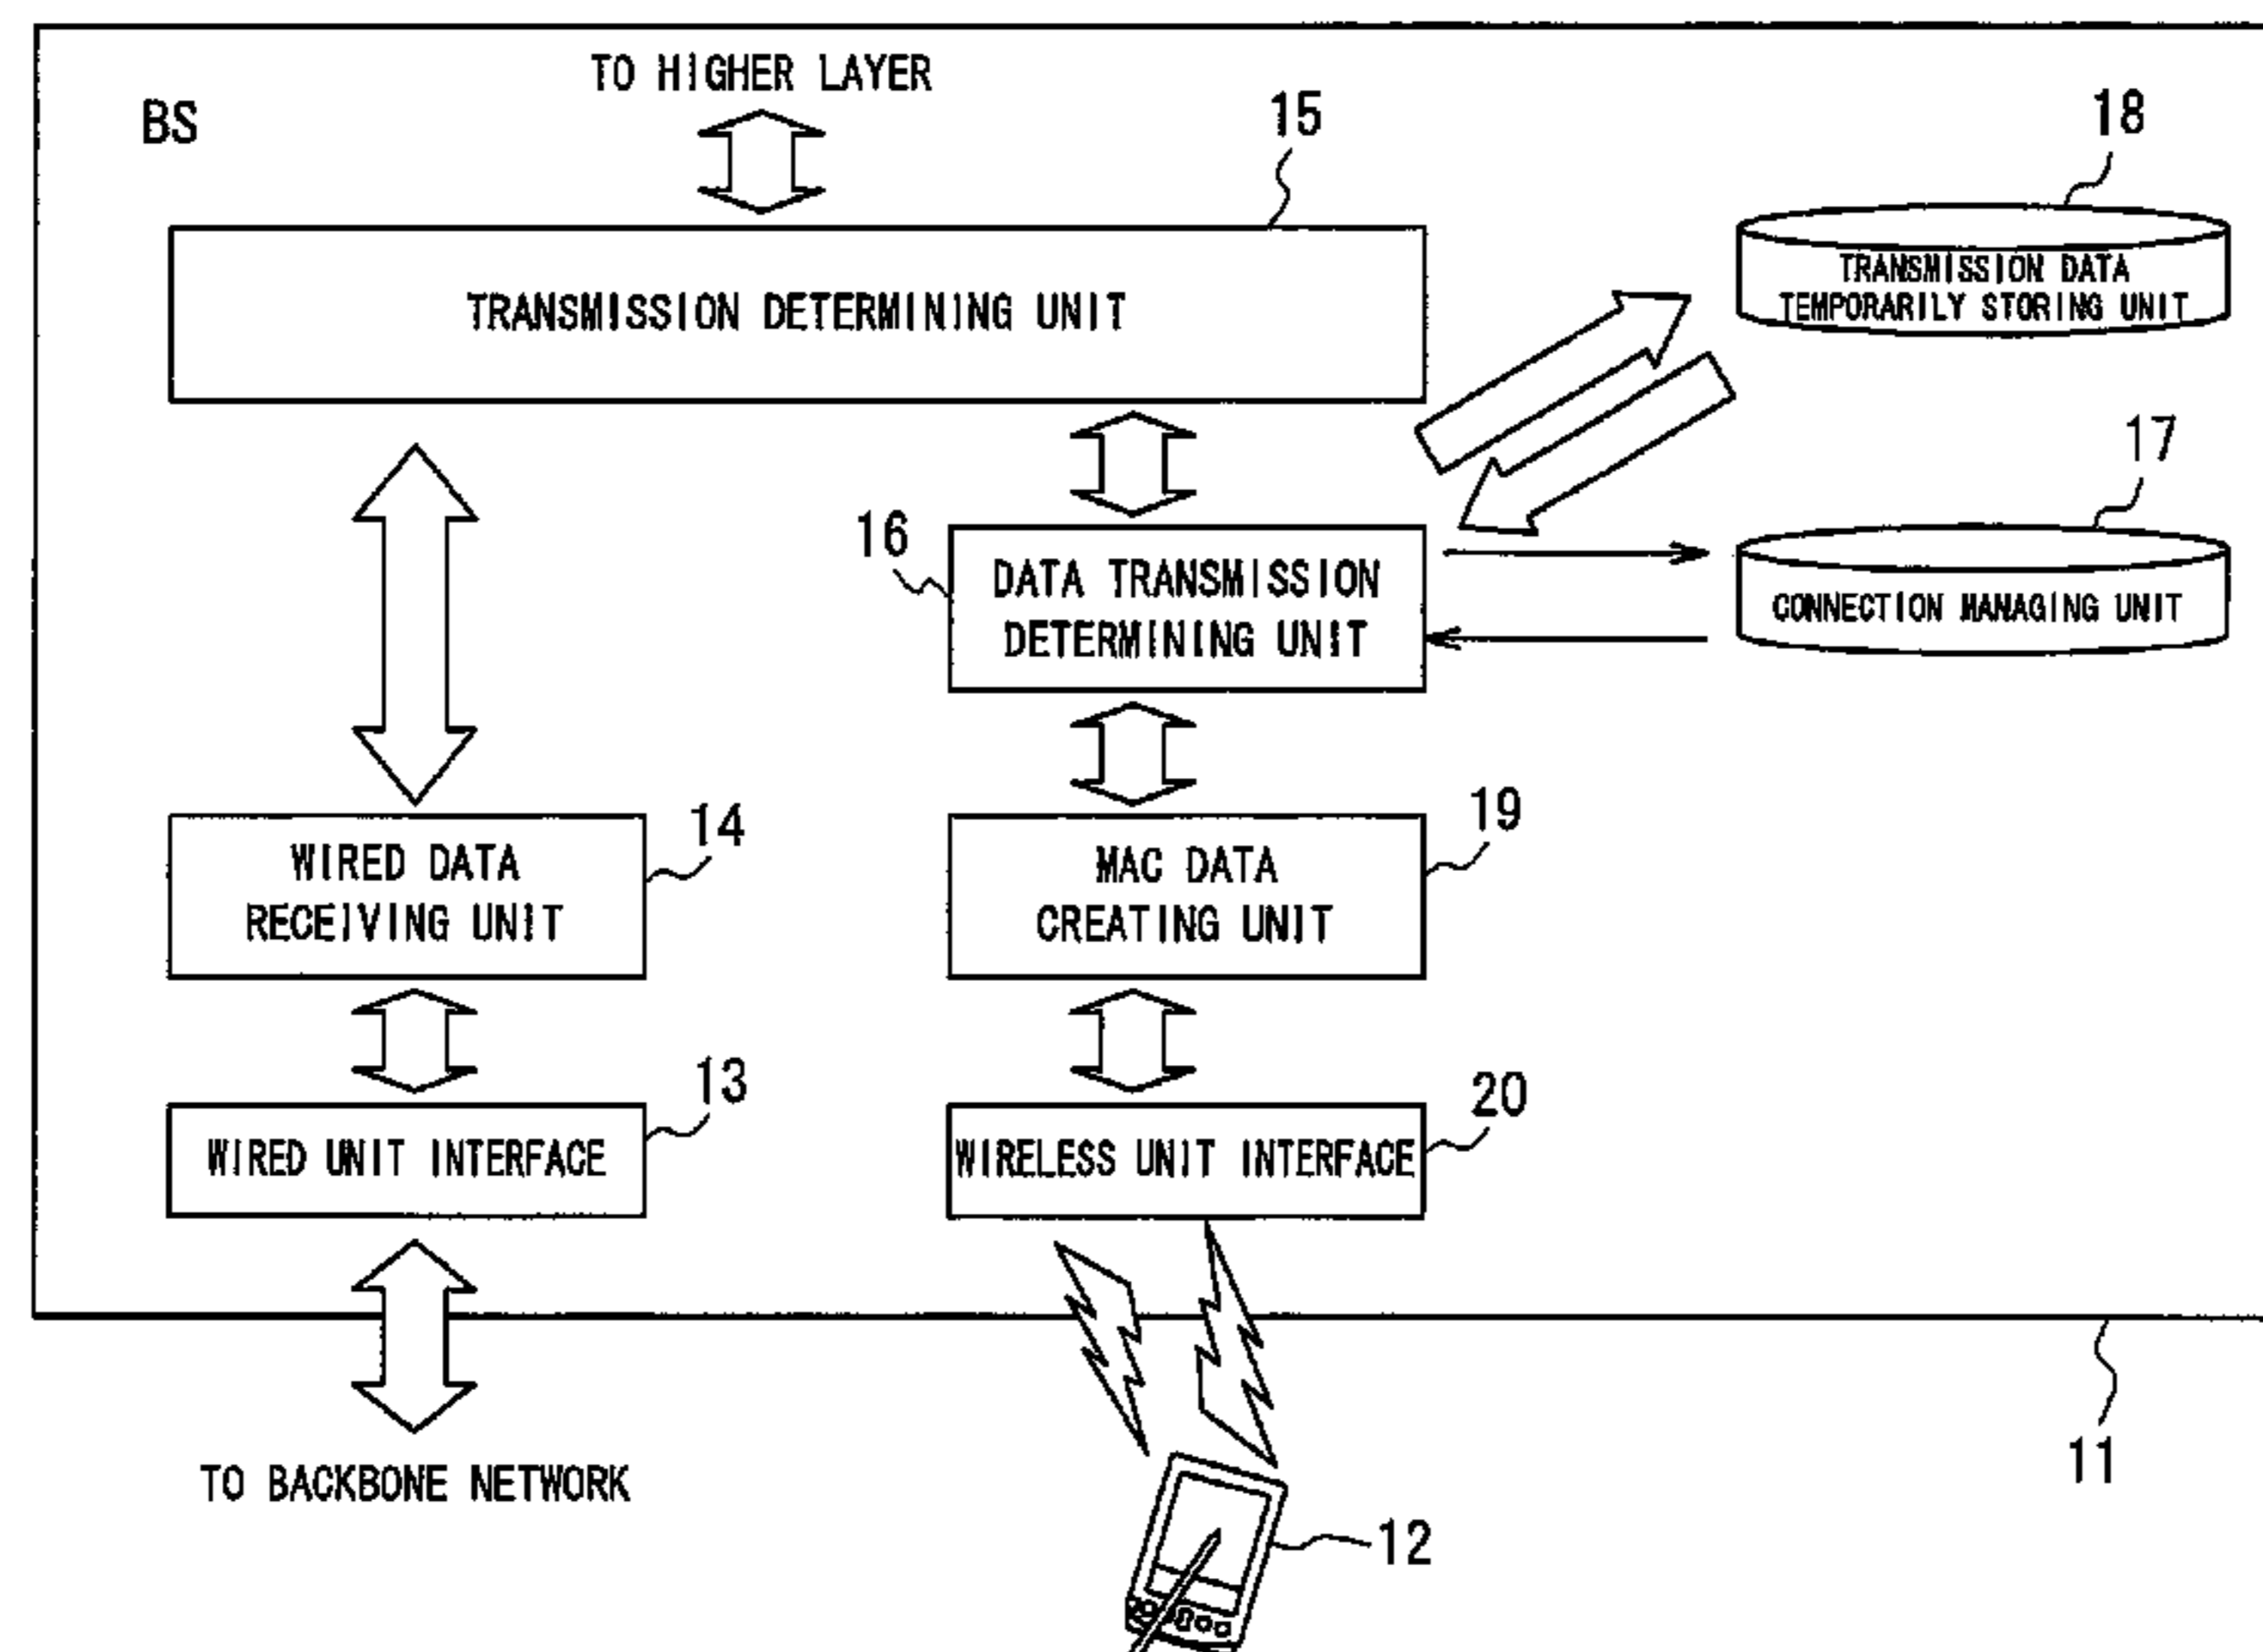 TO HIGHER LAYER
BS
15
18
TRANSMISSION DETERMINING UNIT
TRANSMISSION DATA
TEMPORARILY STORING UNIT
17
16
DATA TRANSMISSION
DETERMINING UNIT
CONNECTION MANAGING UNIT
14
WIRED DATA
RECEIVING UNIT
19
MAC DATA
CREATING UNIT
13
WIRED UNIT INTERFACE
20
WIRELESS UNIT INTERFACE
TO BACKBONE NETWORK
11
12